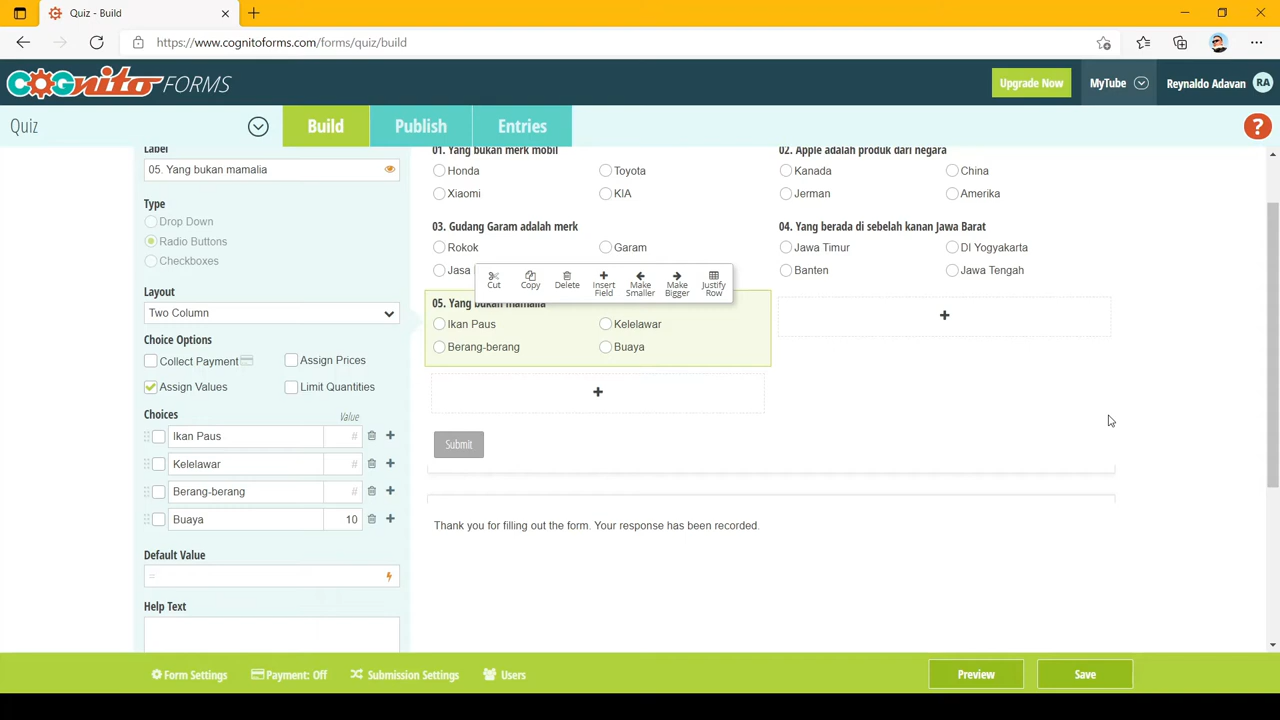 Quiz - Build
https://www.cognitoforms.com/forms/quiz/build
COGNITO FORMS
Upgrade Now
MyTube
Reynaldo Adavan
RA
Quiz
Build
Publish
Entries
?
Label
05. Yang bukan mamalia
Type
Drop Down
Radio Buttons
Checkboxes
Layout
Two Column
Choice Options
Collect Payment
Assign Prices
Assign Values
Limit Quantities
Choices
Value
Ikan Paus
#
Kelelawar
#
Berang-berang
#
Buaya
10
Default Value
=
Help Text
01. Yang bukan merk mobil
Honda
Toyota
Xiaomi
KIA
02. Apple adalah produk dari negara
Kanada
China
Jerman
Amerika
03. Gudang Garam adalah merk
Rokok
Garam
Jasa
04. Yang berada di sebelah kanan Jawa Barat
Jawa Timur
DI Yogyakarta
Banten
Jawa Tengah
Cut
Copy
Delete
Insert Field
Make Smaller
Make Bigger
Justify Row
05. Yang bukan mamalia
Ikan Paus
Kelelawar
Berang-berang
Buaya
Submit
Thank you for filling out the form. Your response has been recorded.
Form Settings
Payment: Off
Submission Settings
Users
Preview
Save